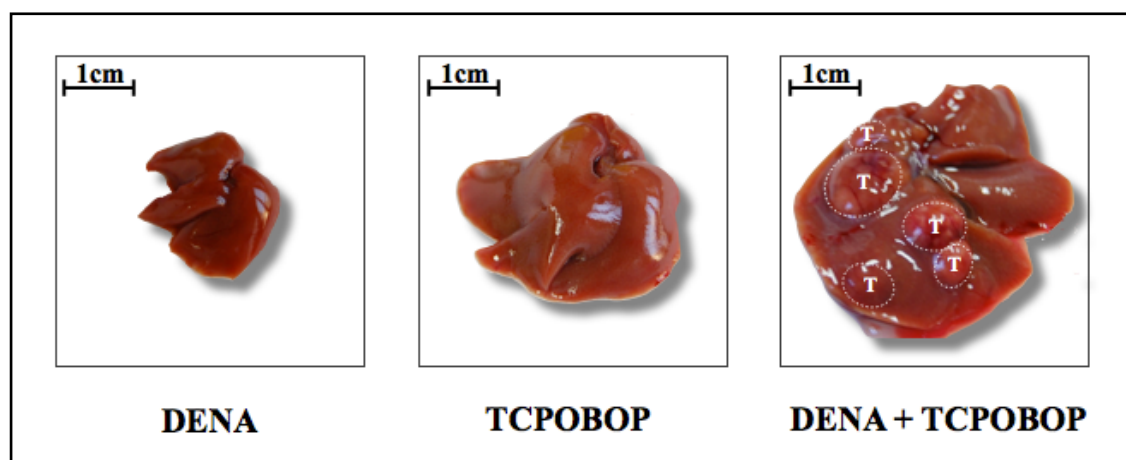 1cm
1cm
1cm
T
T
T
T
T
DENA
TCPOBOP
DENA + TCPOBOP